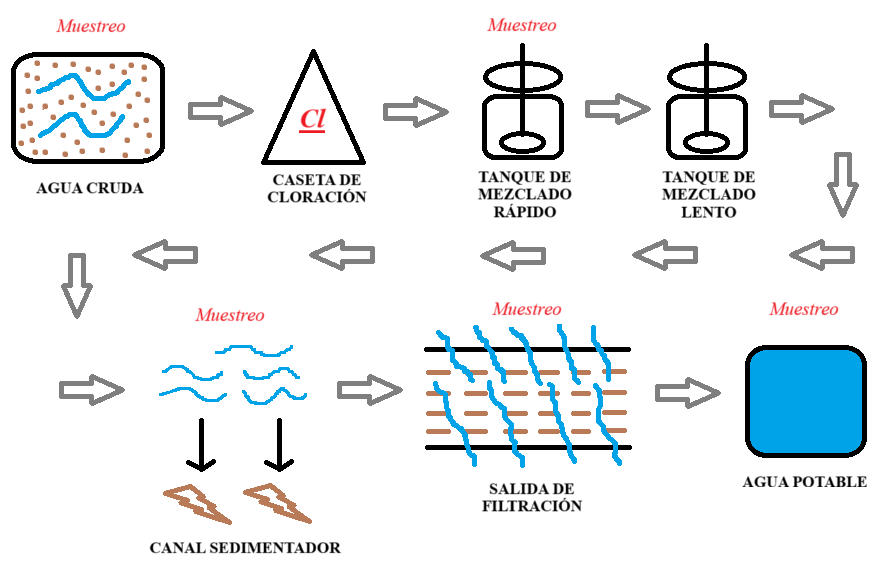 Muestreo
AGUA CRUDA
Cl
CASETA DE
CLORACIÓN
Muestreo
TANQUE DE
MEZCLADO
RÁPIDO
TANQUE DE
MEZCLADO
LENTO
Muestreo
CANAL SEDIMENTADOR
Muestreo
SALIDA DE
FILTRACIÓN
Muestreo
AGUA POTABLE